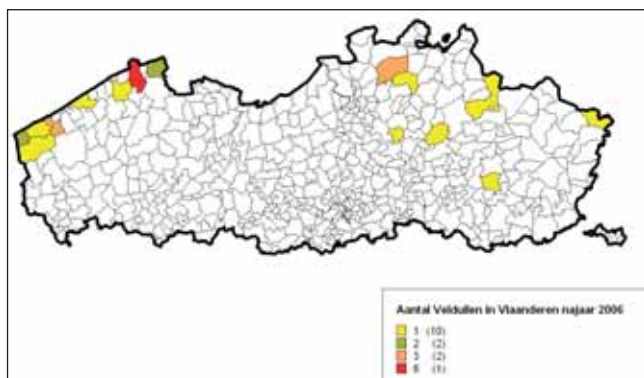 Aantal Velduilen in Vlaanderen najaar 2006
1 (10)
2 (2)
3 (2)
6 (1)